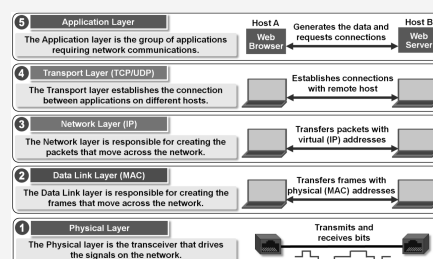 5 Application Layer
The Application layer is the group of applications
requiring network communications.
Host A
Web
Browser
Generates the data and
requests connections
Host B
Web
Server
4 Transport Layer (TCP/UDP)
The Transport layer establishes the connection
between applications on different hosts.
Establishes connections
with remote host
3 Network Layer (IP)
The Network layer is responsible for creating the
packets that move across the network.
Transfers packets with
virtual (IP) addresses
2 Data Link Layer (MAC)
The Data Link layer is responsible for creating the
frames that move across the network.
Transfers frames with
physical (MAC) addresses
1 Physical Layer
The Physical layer is the transceiver that drives
the signals on the network.
Transmits and
receives bits